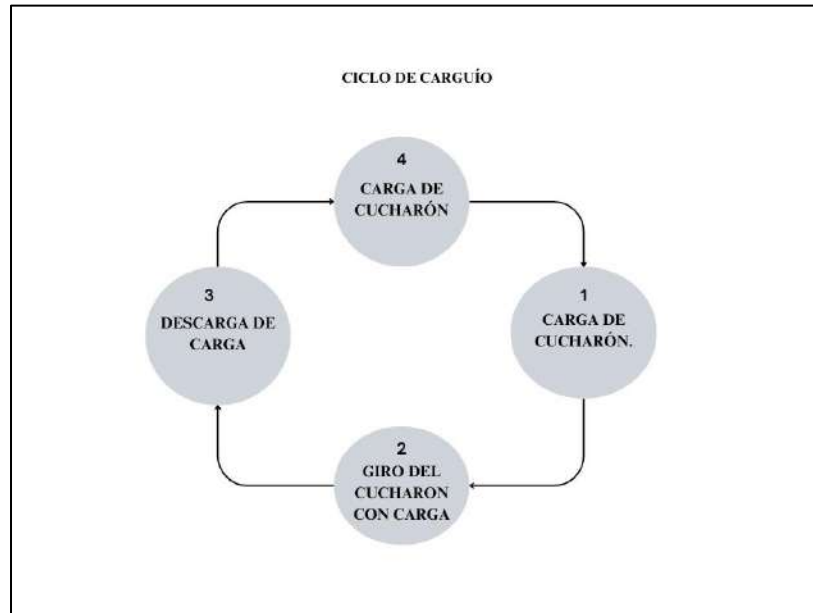 CICLO DE CARGUÍO
4
CARGA DE
CUCHARÓN
3
DESCARGA DE
CARGA
1
CARGA DE
CUCHARÓN.
2
GIRO DEL
CUCHARON
CON CARGA